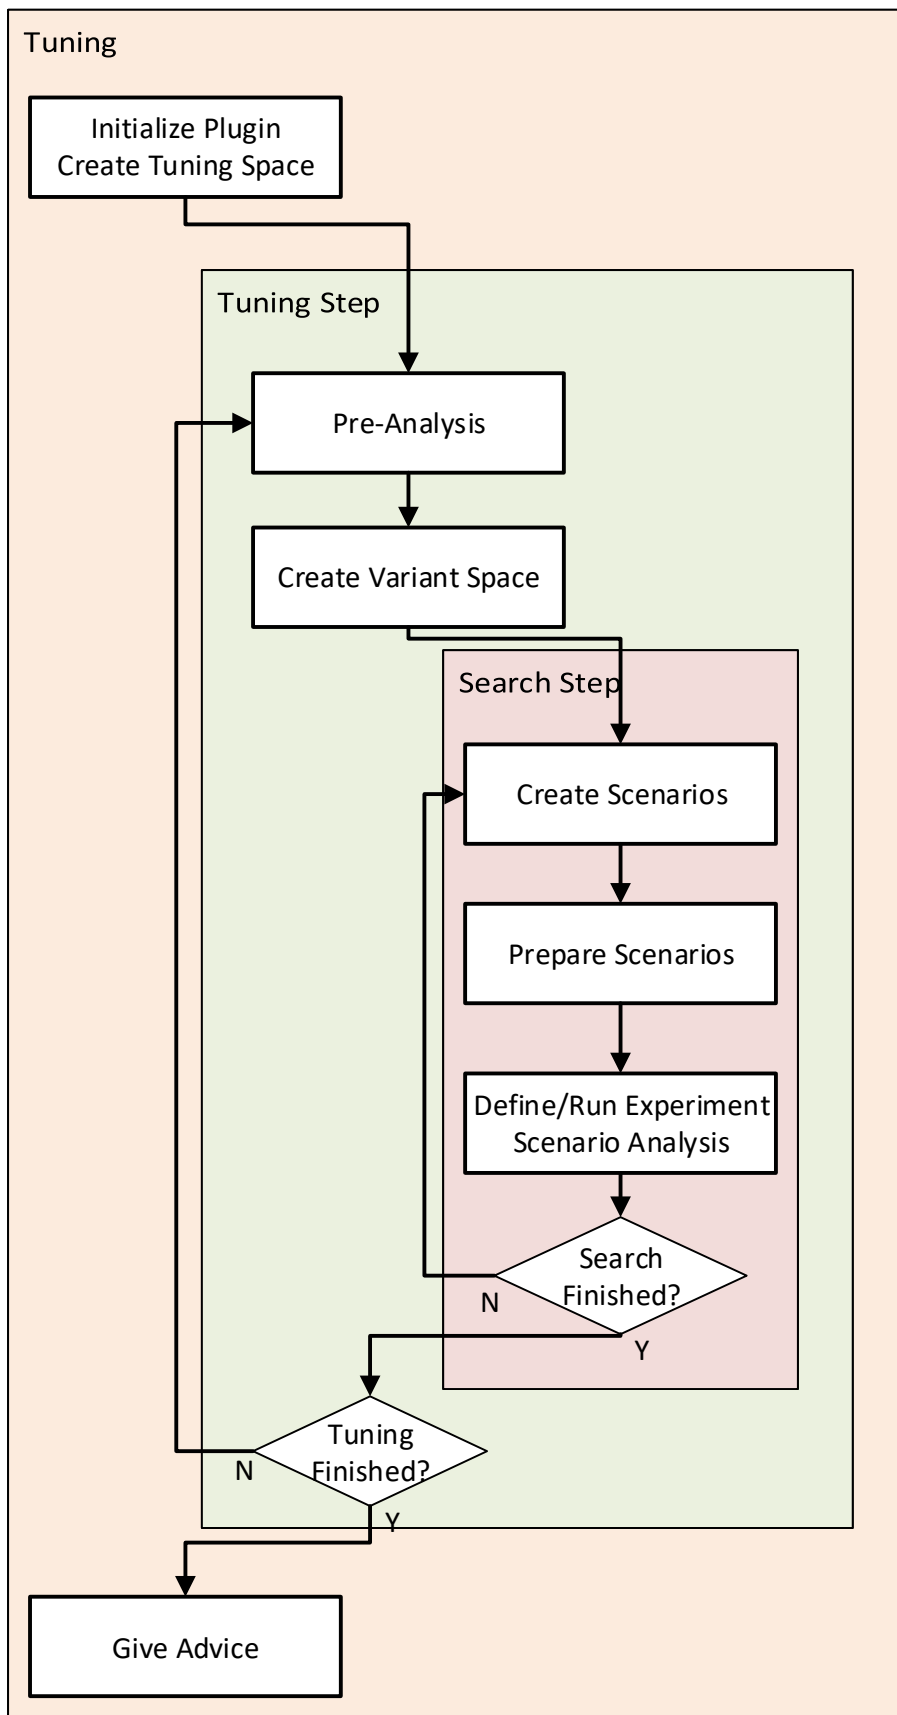 Tuning
Initialize Plugin
Create Tuning Space
Tuning Step
Pre-Analysis
Create Variant Space
Search Step
Create Scenarios
Prepare Scenarios
Define/Run Experiment
Scenario Analysis
Search
Finished?
N
Y
Tuning
Finished?
N
Y
Give Advice